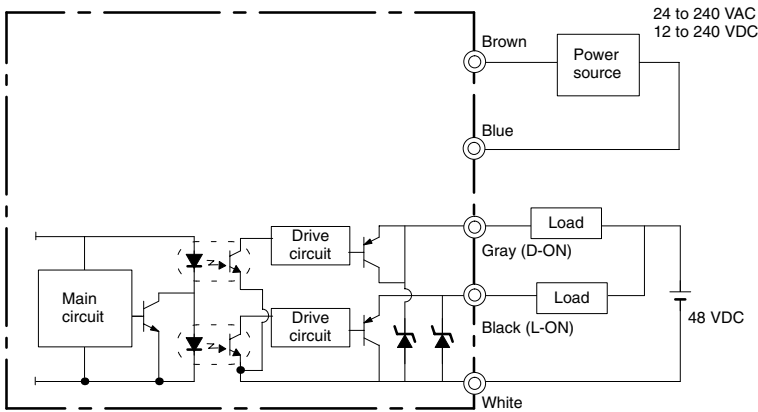 24 to 240 VAC
12 to 240 VDC
Brown
Power
source
Blue
Drive
circuit
Load
Gray (D-ON)
Main
circuit
Drive
circuit
Load
Black (L-ON)
48 VDC
White